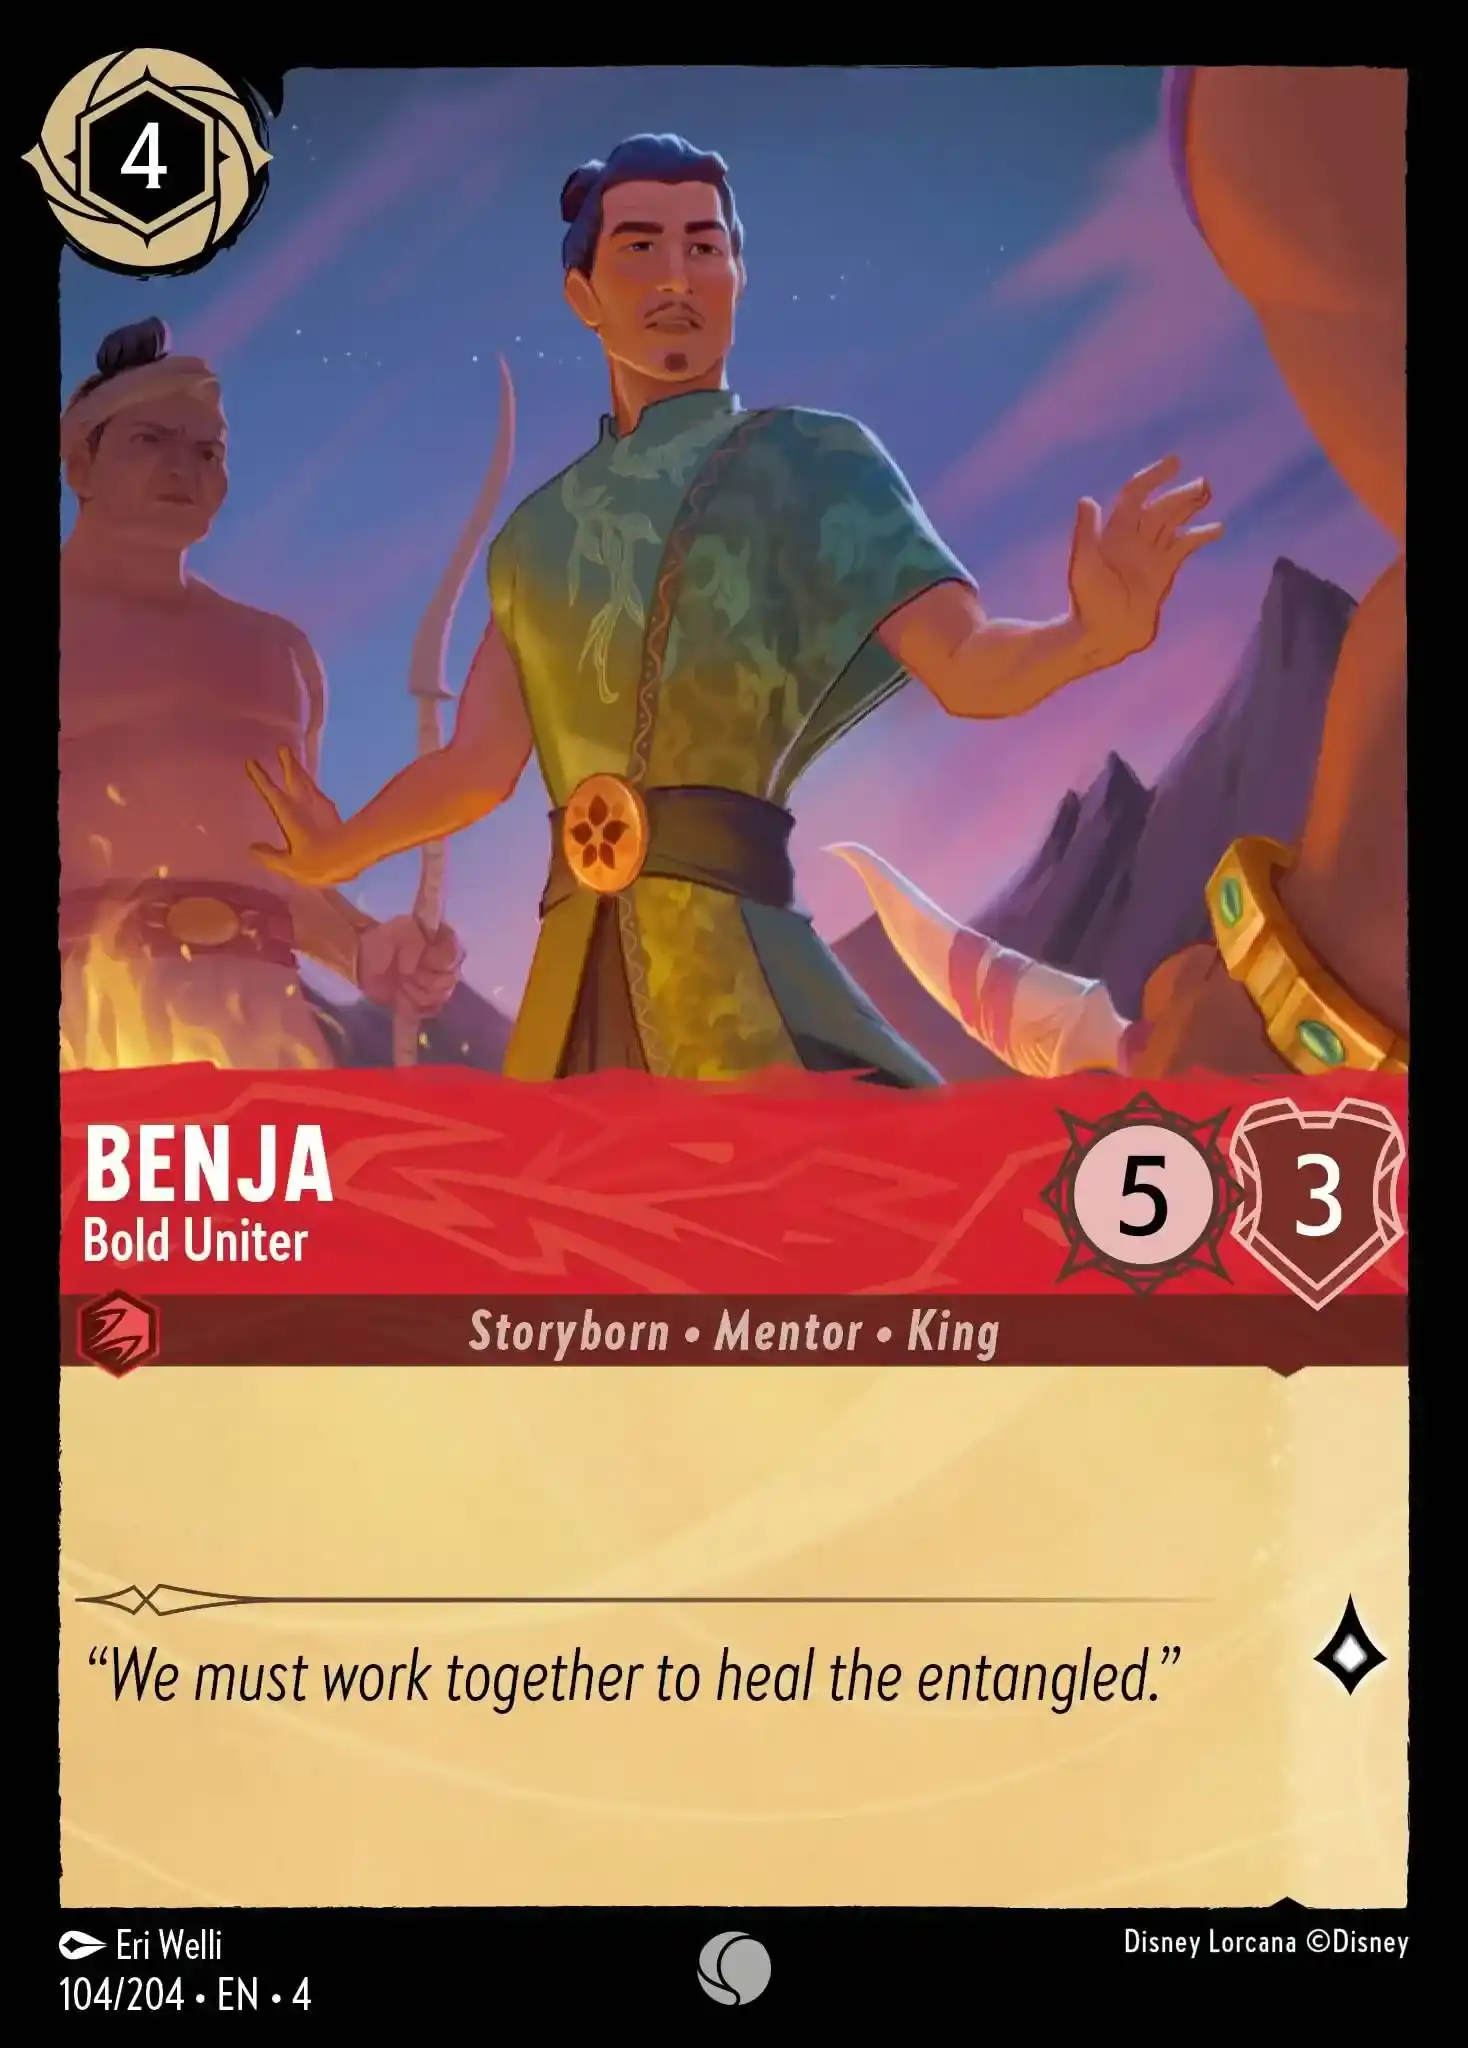 4
BENJA
Bold Uniter
5
3
Storyborn • Mentor • King
“We must work together to heal the entangled.”
Eri Welli
104/204 • EN • 4
Disney Lorcana ©Disney